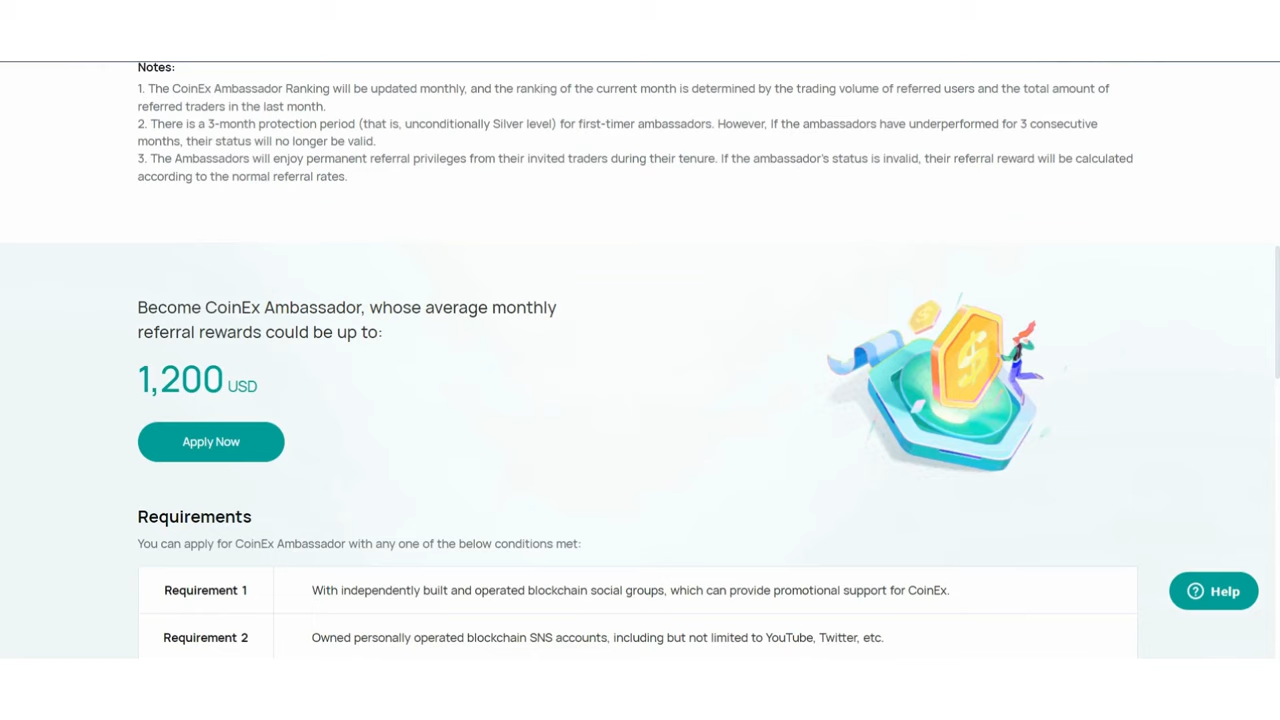 Notes:
1. The CoinEx Ambassador Ranking will be updated monthly, and the ranking of the current month is determined by the trading volume of referred users and the total amount of
referred traders in the last month.
2. There is a 3-month protection period (that is, unconditionally Silver level) for first-timer ambassadors. However, If the ambassadors have underperformed for 3 consecutive
months, their status will no longer be valid.
3. The Ambassadors will enjoy permanent referral privileges from their invited traders during their tenure. If the ambassador's status is invalid, their referral reward will be calculated
according to the normal referral rates.
Become CoinEx Ambassador, whose average monthly
referral rewards could be up to:
1,200 USD
Apply Now
Requirements
You can apply for CoinEx Ambassador with any one of the below conditions met:
Requirement 1 With independently built and operated blockchain social groups, which can provide promotional support for CoinEx.
Requirement 2 Owned personally operated blockchain SNS accounts, including but not limited to YouTube, Twitter, etc.
Help